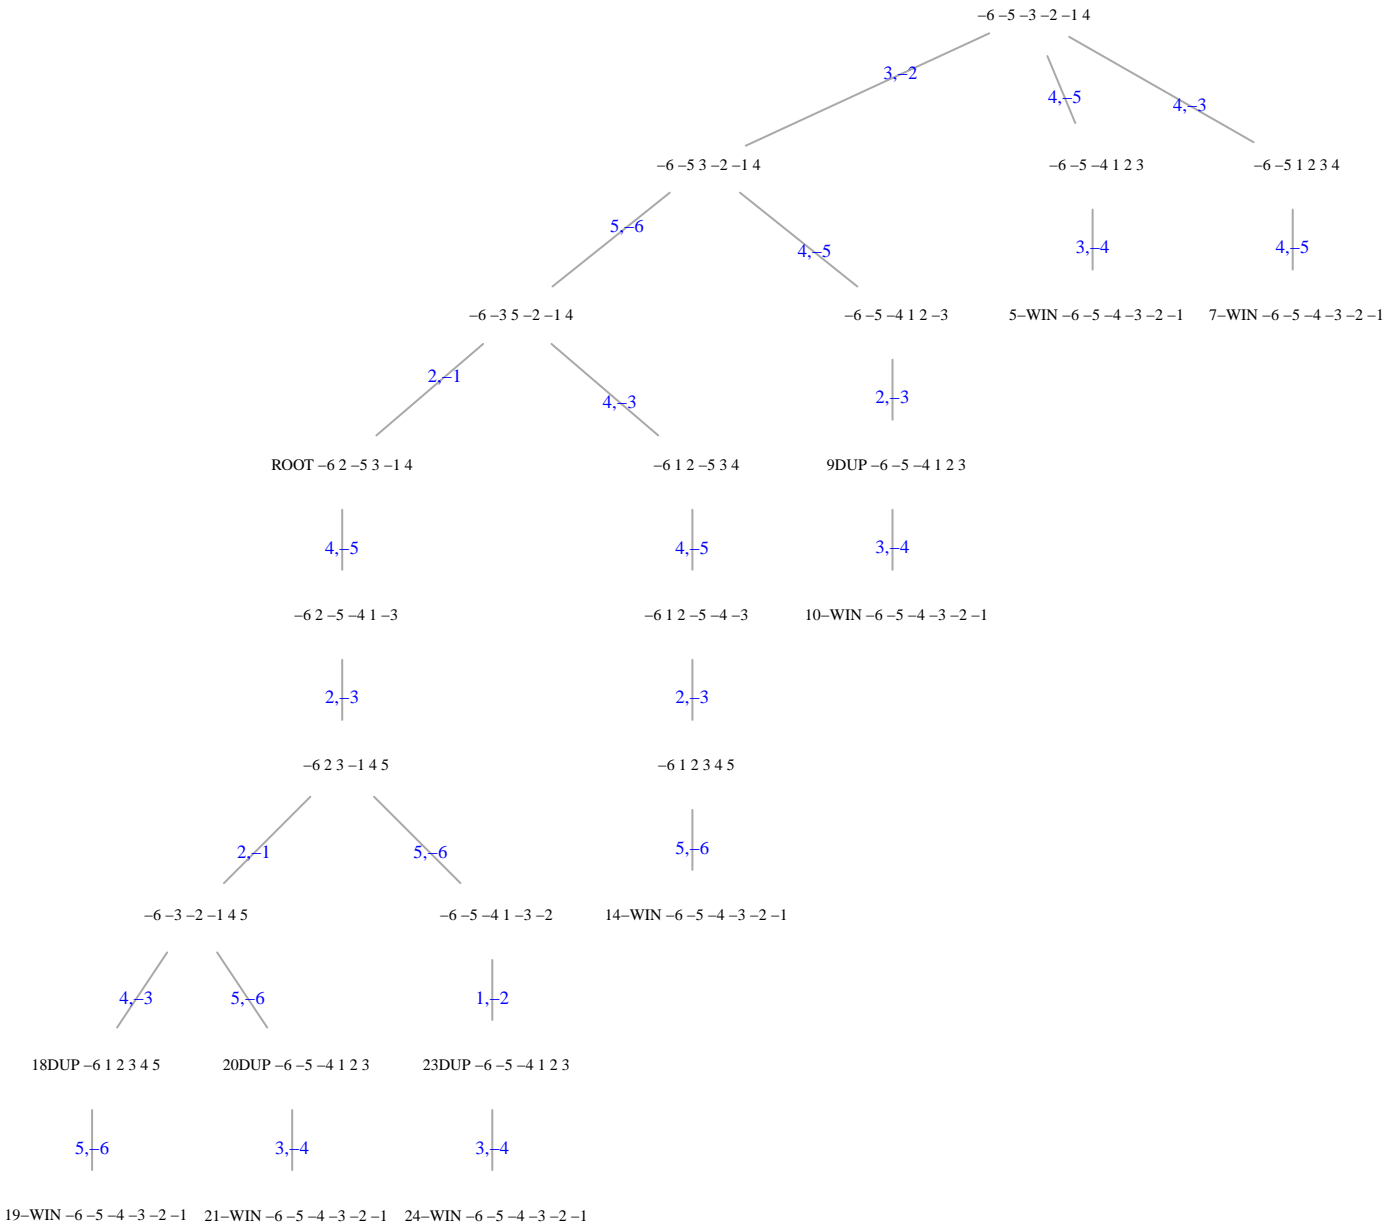 –6 –5 –3 –2 –1 4
3,–2
4,–5
4,–3
–6 –5 3 –2 –1 4
–6 –5 –4 1 2 3
–6 –5 1 2 3 4
5,–6
4,–5
3,–4
4,–5
–6 –3 5 –2 –1 4
–6 –5 –4 1 2 –3
5–WIN –6 –5 –4 –3 –2 –1
7–WIN –6 –5 –4 –3 –2 –1
2,–1
4,–3
2,–3
ROOT –6 2 –5 3 –1 4
–6 1 2 –5 3 4
9DUP –6 –5 –4 1 2 3
4,–5
4,–5
3,–4
–6 2 –5 –4 1 –3
–6 1 2 –5 –4 –3
10–WIN –6 –5 –4 –3 –2 –1
2,–3
2,–3
–6 2 3 –1 4 5
–6 1 2 3 4 5
2,–1
5,–6
5,–6
–6 –3 –2 –1 4 5
–6 –5 –4 1 –3 –2
14–WIN –6 –5 –4 –3 –2 –1
4,–3
5,–6
1,–2
18DUP –6 1 2 3 4 5
20DUP –6 –5 –4 1 2 3
23DUP –6 –5 –4 1 2 3
5,–6
3,–4
3,–4
19–WIN –6 –5 –4 –3 –2 –1
21–WIN –6 –5 –4 –3 –2 –1
24–WIN –6 –5 –4 –3 –2 –1